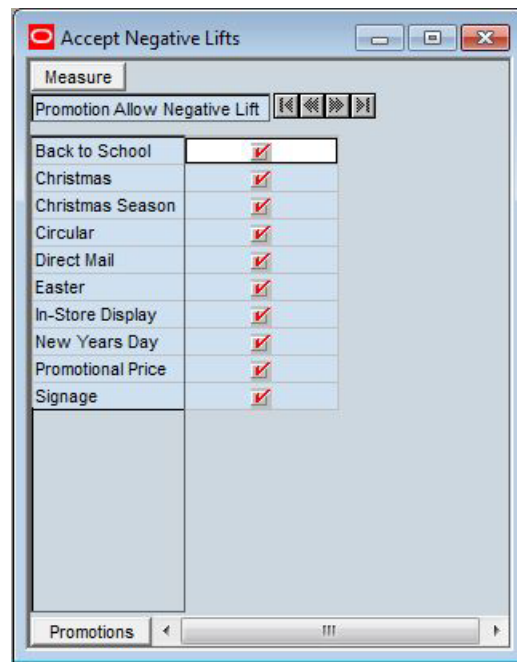 Accept Negative Lifts
Measure
Promotion Allow Negative Lift
Back to School
Christmas
Christmas Season
Circular
Direct Mail
Easter
In-Store Display
New Years Day
Promotional Price
Signage
Promotions